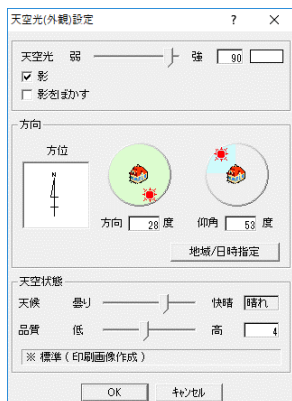 天空光(外観)設定 ? ×
天空光 弱 強 90
影
影をぼかす
方向
方位
N
方向 28 度 仰角 53 度
地域/日時指定
天空状態
天候 曇り 快晴 晴れ
品質 低 高 4
※ 標準(印刷画像作成)
OK キャンセル